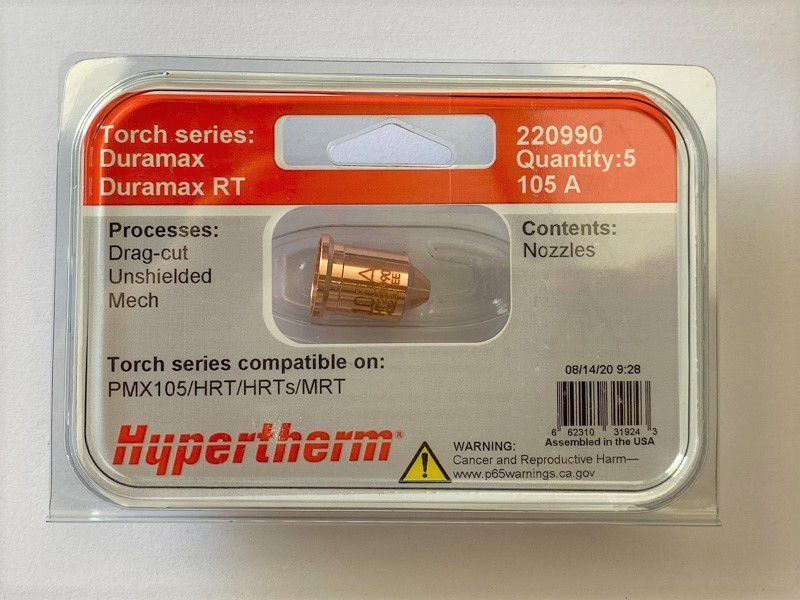 Torch series:
Duramax
Duramax RT
220990
Quantity:5
105 A
Processes:
Drag-cut
Unshielded
Mech
Contents:
Nozzles
Torch series compatible on:
PMX105/HRT/HRTs/MRT
08/14/20 9:28
6 62310 31924 3
Assembled in the USA
Hypertherm®
WARNING:
Cancer and Reproductive Harm—
www.p65warnings.ca.gov